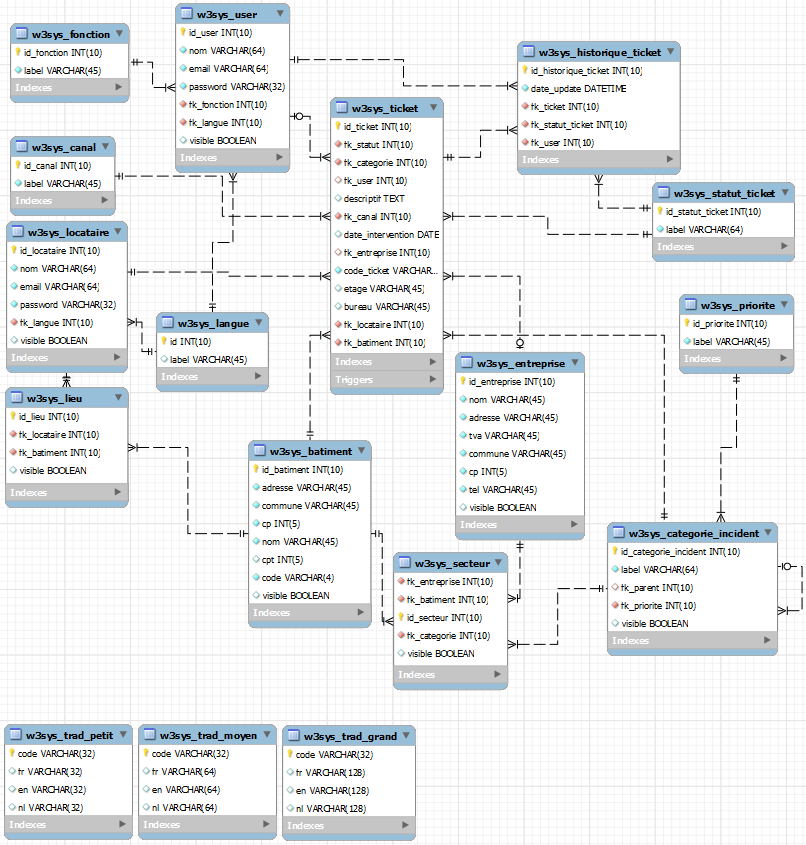 w3sys_fonction
id_fonction INT(10)
label VARCHAR(45)
Indexes
w3sys_user
id_user INT(10)
nom VARCHAR(64)
email VARCHAR(64)
password VARCHAR(32)
fk_fonction INT(10)
fk_langue INT(10)
visible BOOLEAN
Indexes
w3sys_historique_ticket
id_historique_ticket INT(10)
date_update DATETIME
fk_ticket INT(10)
fk_statut_ticket INT(10)
fk_user INT(10)
Indexes
w3sys_ticket
id_ticket INT(10)
fk_statut INT(10)
fk_categorie INT(10)
fk_user INT(10)
descriptif TEXT
fk_canal INT(10)
date_intervention DATE
fk_entreprise INT(10)
code_ticket VARCHAR...
etage VARCHAR(45)
bureau VARCHAR(45)
fk_locataire INT(10)
fk_batiment INT(10)
Indexes
Triggers
w3sys_canal
id_canal INT(10)
label VARCHAR(45)
Indexes
w3sys_statut_ticket
id_statut_ticket INT(10)
label VARCHAR(64)
Indexes
w3sys_locataire
id_locataire INT(10)
nom VARCHAR(64)
email VARCHAR(64)
password VARCHAR(32)
fk_langue INT(10)
visible BOOLEAN
Indexes
w3sys_langue
id INT(10)
label VARCHAR(45)
Indexes
w3sys_priorite
id_priorite INT(10)
label VARCHAR(45)
Indexes
w3sys_entreprise
id_entreprise INT(10)
nom VARCHAR(45)
adresse VARCHAR(45)
tva VARCHAR(45)
commune VARCHAR(45)
cp INT(5)
tel VARCHAR(45)
visible BOOLEAN
Indexes
w3sys_lieu
id_lieu INT(10)
fk_locataire INT(10)
fk_batiment INT(10)
visible BOOLEAN
Indexes
w3sys_batiment
id_batiment INT(10)
adresse VARCHAR(45)
commune VARCHAR(45)
cp INT(5)
nom VARCHAR(45)
cpt INT(5)
code VARCHAR(4)
visible BOOLEAN
Indexes
w3sys_categorie_incident
id_categorie_incident INT(10)
label VARCHAR(64)
fk_parent INT(10)
fk_priorite INT(10)
visible BOOLEAN
Indexes
w3sys_secteur
fk_entreprise INT(10)
fk_batiment INT(10)
id_secteur INT(10)
fk_categorie INT(10)
visible BOOLEAN
Indexes
w3sys_trad_petit
code VARCHAR(32)
fr VARCHAR(32)
en VARCHAR(32)
nl VARCHAR(32)
Indexes
w3sys_trad_moyen
code VARCHAR(32)
fr VARCHAR(64)
en VARCHAR(64)
nl VARCHAR(64)
Indexes
w3sys_trad_grand
code VARCHAR(32)
fr VARCHAR(128)
en VARCHAR(128)
nl VARCHAR(128)
Indexes